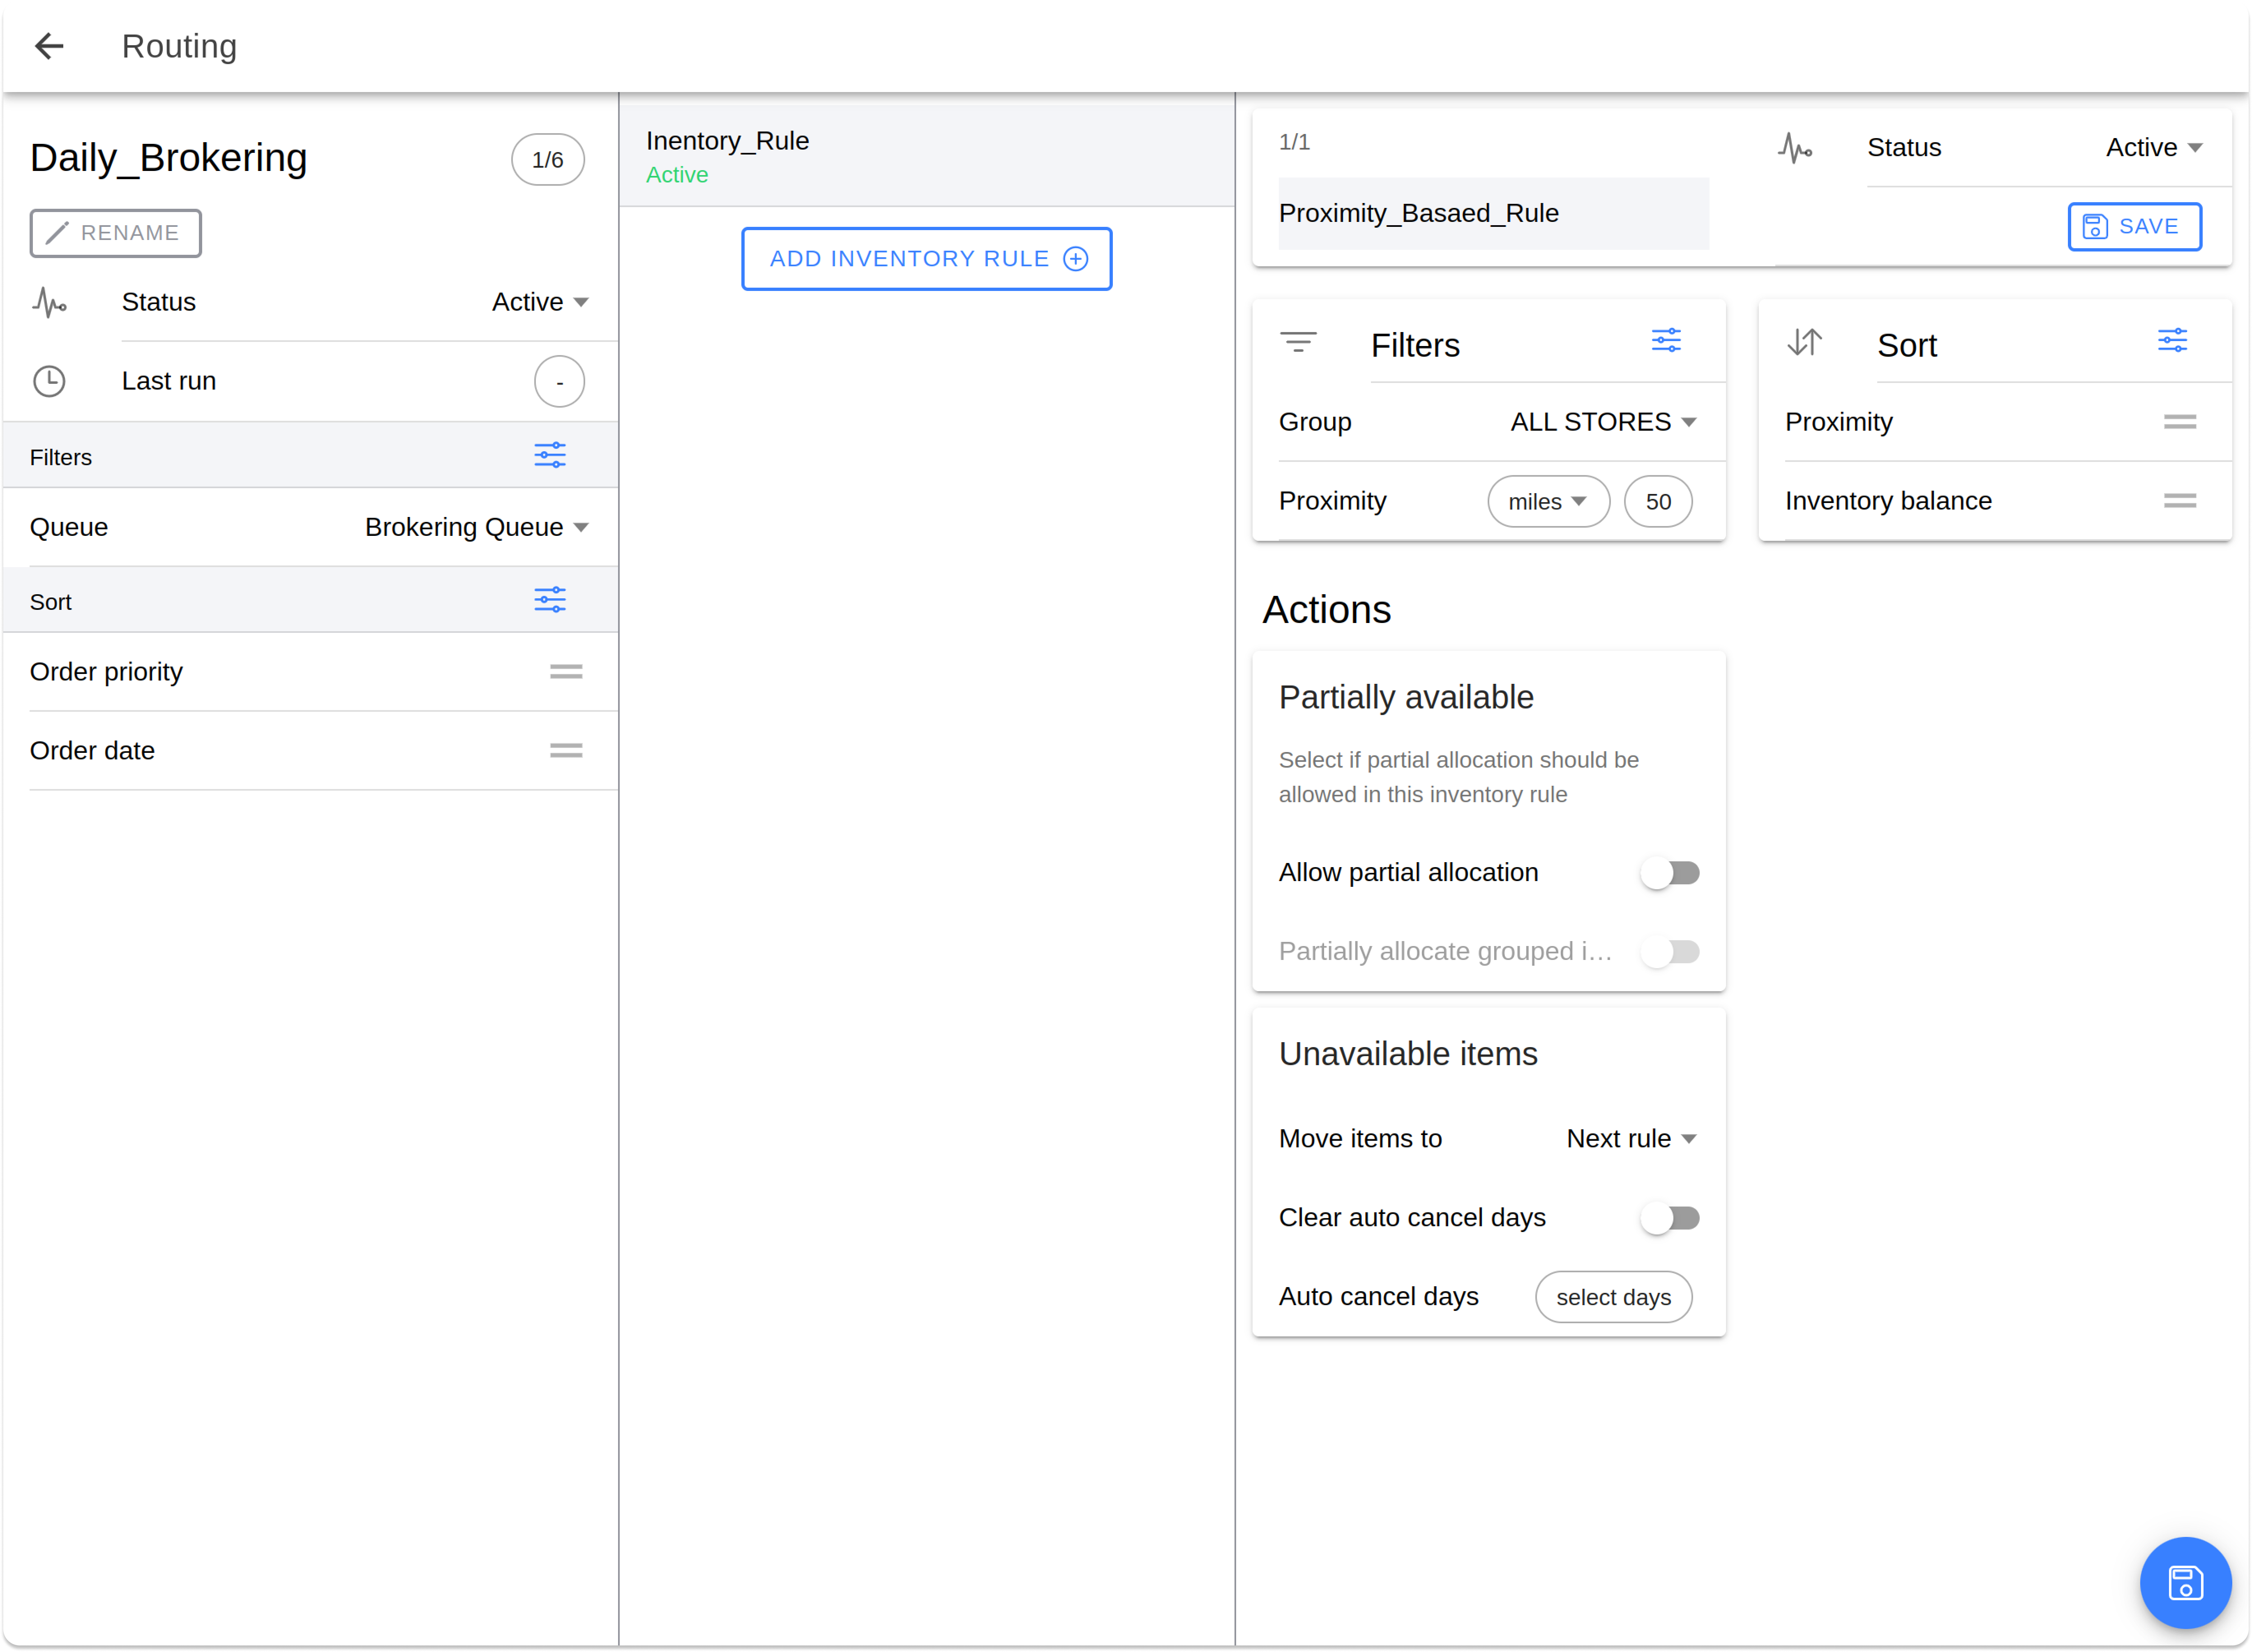 Routing
Daily_Brokering
1/6
RENAME
Status
Active
Last run
-
Filters
Queue
Brokering Queue
Sort
Order priority
Order date
Inentory_Rule
Active
ADD INVENTORY RULE
1/1
Proximity_Basaed_Rule
Status
Active
SAVE
Filters
Group
ALL STORES
Proximity
miles
50
Sort
Proximity
Inventory balance
Actions
Partially available
Select if partial allocation should be
allowed in this inventory rule
Allow partial allocation
Partially allocate grouped i…
Unavailable items
Move items to
Next rule
Clear auto cancel days
Auto cancel days
select days